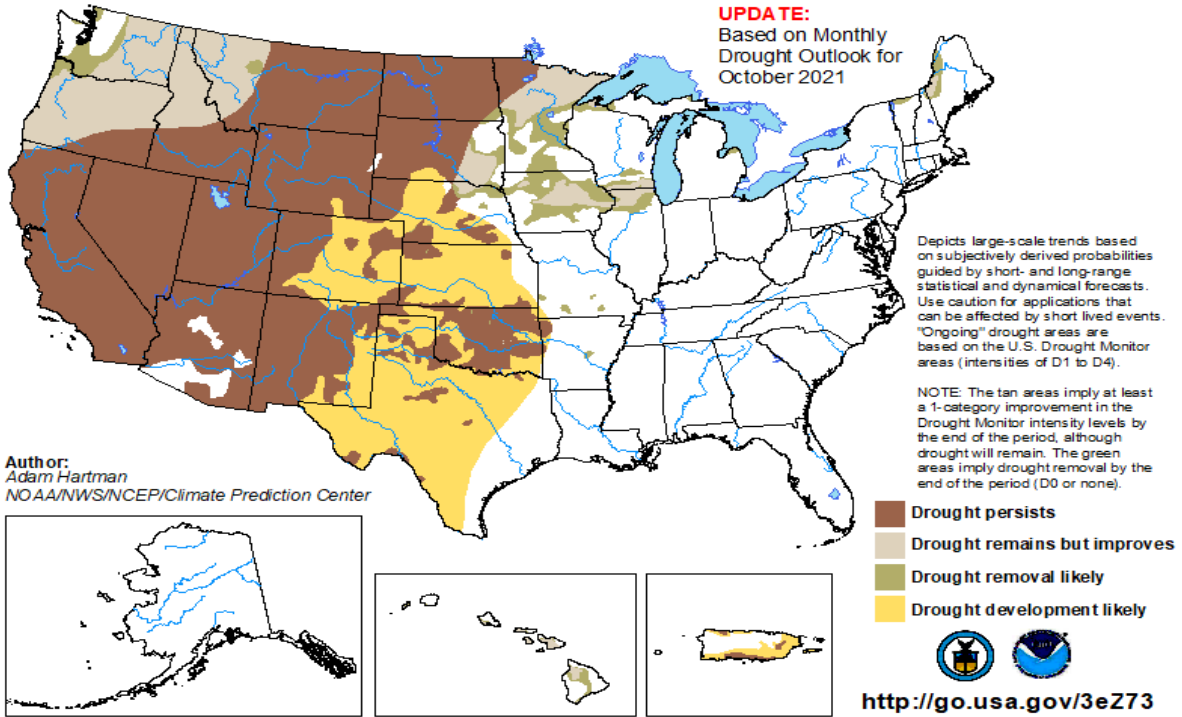 UPDATE:
Based on Monthly
Drought Outlook for
October 2021
Depicts large-scale trends based
on subjectively derived probabilities
guided by short- and long-range
statistical and dynamical forecasts.
Use caution for applications that
can be affected by short lived events.
"Ongoing" drought areas are
based on the U.S. Drought Monitor
areas (intensities of D1 to D4).
NOTE: The tan areas imply at least
a 1-category improvement in the
Drought Monitor intensity levels by
the end of the period, although
drought will remain. The green
areas imply drought removal by the
end of the period (D0 or none).
Author:
Adam Hartman
NOAA/NWS/NCEP/Climate Prediction Center
Drought persists
Drought remains but improves
Drought removal likely
Drought development likely
http://go.usa.gov/3eZ73